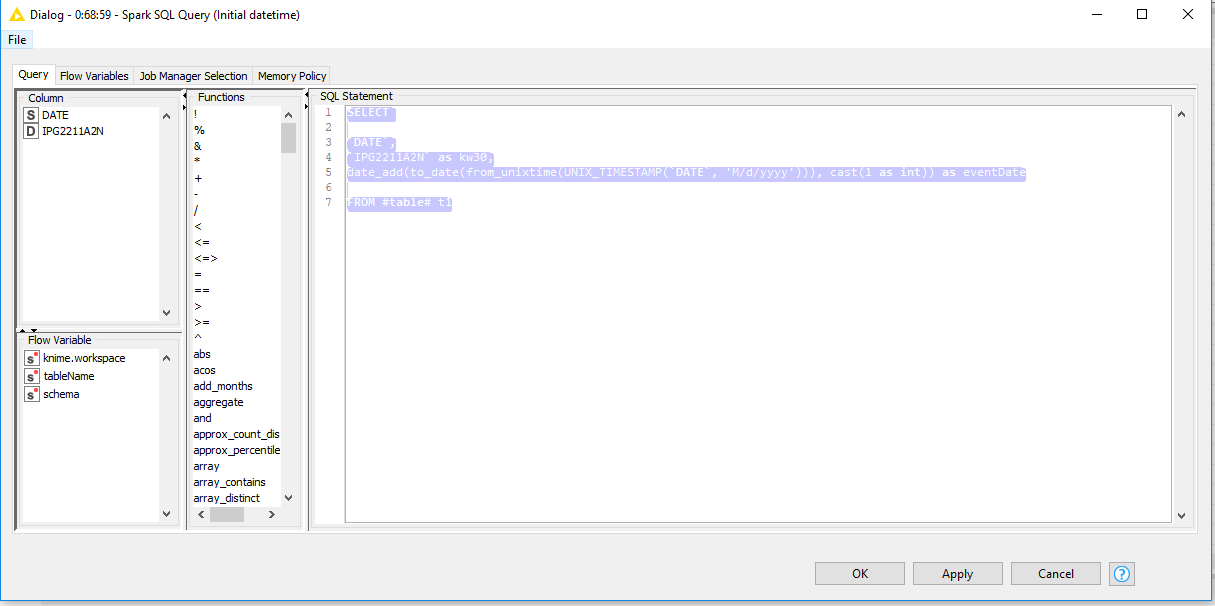 Dialog - 0:68:59 - Spark SQL Query (Initial datetime)
File
Query
Flow Variables
Job Manager Selection
Memory Policy
Column
S DATE
D IPG2211A2N
Flow Variable
s knime.workspace
s tableName
s schema
Functions
!
%
&
*
+
-
/
<
<=
<=>
=
==
>
>=
^
abs
acos
add_months
aggregate
and
approx_count_dis
approx_percentile
array
array_contains
array_distinct
SQL Statement
1 SELECT
2
3 `DATE`,
4 `IPG2211A2N` as kw30,
5 date_add(to_date(from_unixtime(UNIX_TIMESTAMP(`DATE`, 'M/d/yyyy'))), cast(1 as int)) as eventDate
6
7 FROM #table# t1
OK
Apply
Cancel
?